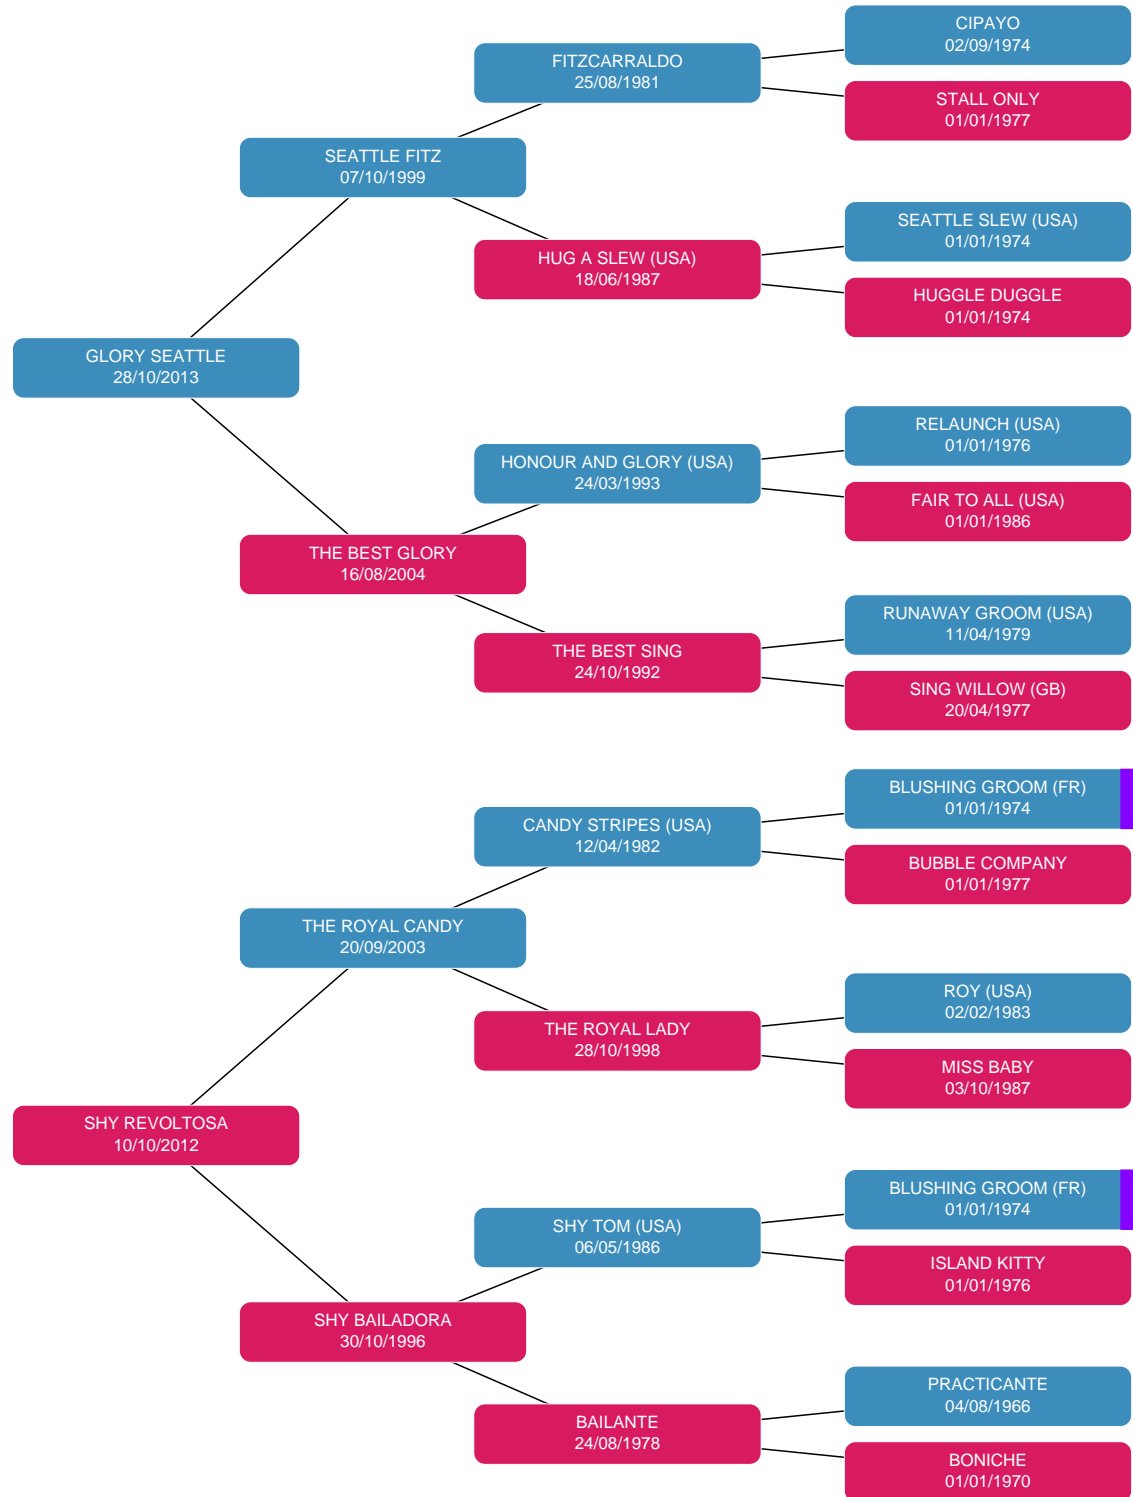 CIPAYO
02/09/1974
FITZCARRALDO
25/08/1981
STALL ONLY
01/01/1977
SEATTLE FITZ
07/10/1999
SEATTLE SLEW (USA)
01/01/1974
HUG A SLEW (USA)
18/06/1987
HUGGLE DUGGLE
01/01/1974
GLORY SEATTLE
28/10/2013
RELAUNCH (USA)
01/01/1976
HONOUR AND GLORY (USA)
24/03/1993
FAIR TO ALL (USA)
01/01/1986
THE BEST GLORY
16/08/2004
RUNAWAY GROOM (USA)
11/04/1979
THE BEST SING
24/10/1992
SING WILLOW (GB)
20/04/1977
BLUSHING GROOM (FR)
01/01/1974
CANDY STRIPES (USA)
12/04/1982
BUBBLE COMPANY
01/01/1977
THE ROYAL CANDY
20/09/2003
ROY (USA)
02/02/1983
THE ROYAL LADY
28/10/1998
MISS BABY
03/10/1987
SHY REVOLTOSA
10/10/2012
BLUSHING GROOM (FR)
01/01/1974
SHY TOM (USA)
06/05/1986
ISLAND KITTY
01/01/1976
SHY BAILADORA
30/10/1996
PRACTICANTE
04/08/1966
BAILANTE
24/08/1978
BONICHE
01/01/1970